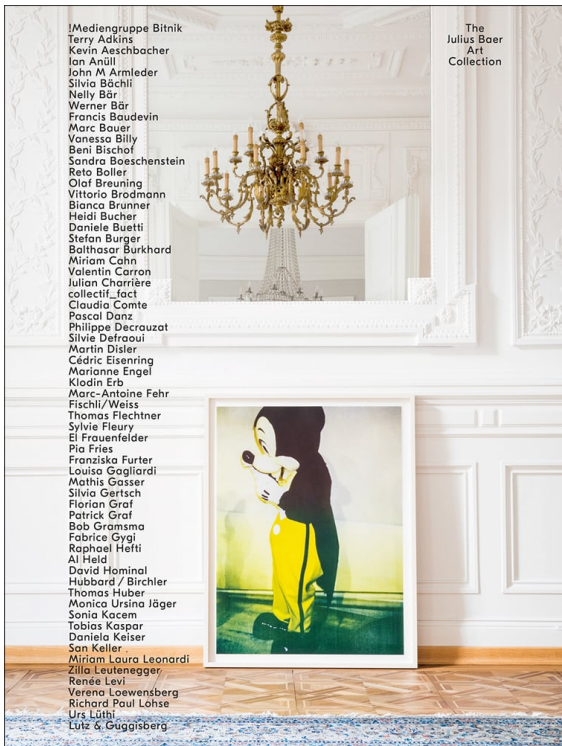 !Mediengruppe Bitnik
Terry Adkins
Kevin Aeschbacher
Ian Anüll
John M Armleder
Silvia Bächli
Nelly Bär
Werner Bär
Francis Baudevin
Marc Bauer
Vanessa Billy
Beni Bischof
Sandra Boeschenstein
Reto Boller
Olaf Breuning
Vittorio Brodmann
Bianca Brunner
Heidi Bucher
Daniele Buetti
Stefan Burger
Balthasar Burkhard
Miriam Cahn
Valentin Carron
Julian Charrière
collectif_fact
Claudia Comte
Pascal Danz
Philippe Decrauzat
Silvie Defraoui
Martin Disler
Cédric Eisenring
Marianne Engel
Klodin Erb
Marc-Antoine Fehr
Fischli/Weiss
Thomas Flechtner
Sylvie Fleury
El Frauenfelder
Pia Fries
Franziska Furter
Louisa Gagliardi
Mathis Gasser
Silvia Gertsch
Florian Graf
Patrick Graf
Bob Gramsma
Fabrice Gygi
Raphael Hefti
Al Held
David Hominal
Hubbard / Birchler
Thomas Huber
Monica Ursina Jäger
Sonia Kacem
Tobias Kaspar
Daniela Keiser
San Keller
Miriam Laura Leonardi
Zilla Leutenegger
Renée Levi
Verena Loewensberg
Richard Paul Lohse
Urs Lüthi
Lutz & Guggisberg
The
Julius Baer
Art
Collection